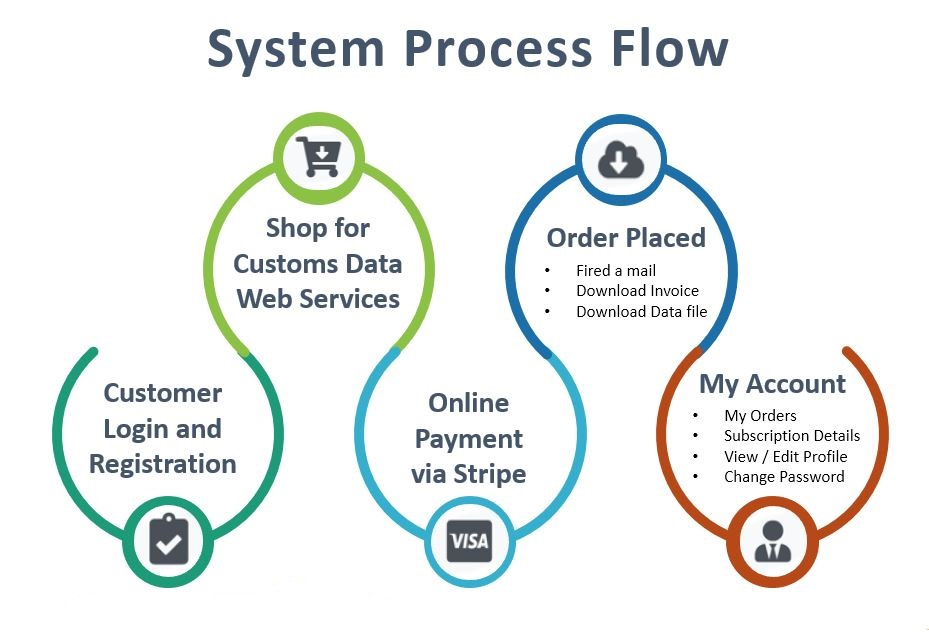 System Process Flow
Customer
Login and
Registration
Shop for
Customs Data
Web Services
Online
Payment
via Stripe
VISA
Order Placed
• Fired a mail
• Download Invoice
• Download Data file
My Account
• My Orders
• Subscription Details
• View / Edit Profile
• Change Password